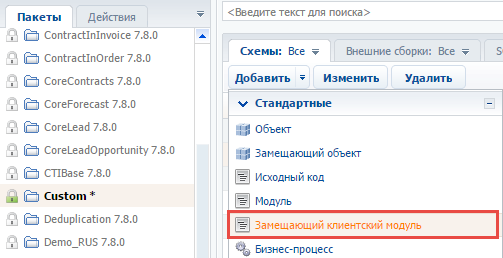 Пакеты Действия
ContractInInvoice 7.8.0
ContractInOrder 7.8.0
CoreContracts 7.8.0
CoreForecast 7.8.0
CoreLead 7.8.0
CoreLeadOpportunity 7.8.0
CTIBase 7.8.0
Custom *
Deduplication 7.8.0
Demo_RUS 7.8.0
<Введите текст для поиска>
Схемы: Все Внешние сборки: Все
Добавить Изменить Удалить
Стандартные
Объект
Замещающий объект
Исходный код
Модуль
Замещающий клиентский модуль
Бизнес-процесс